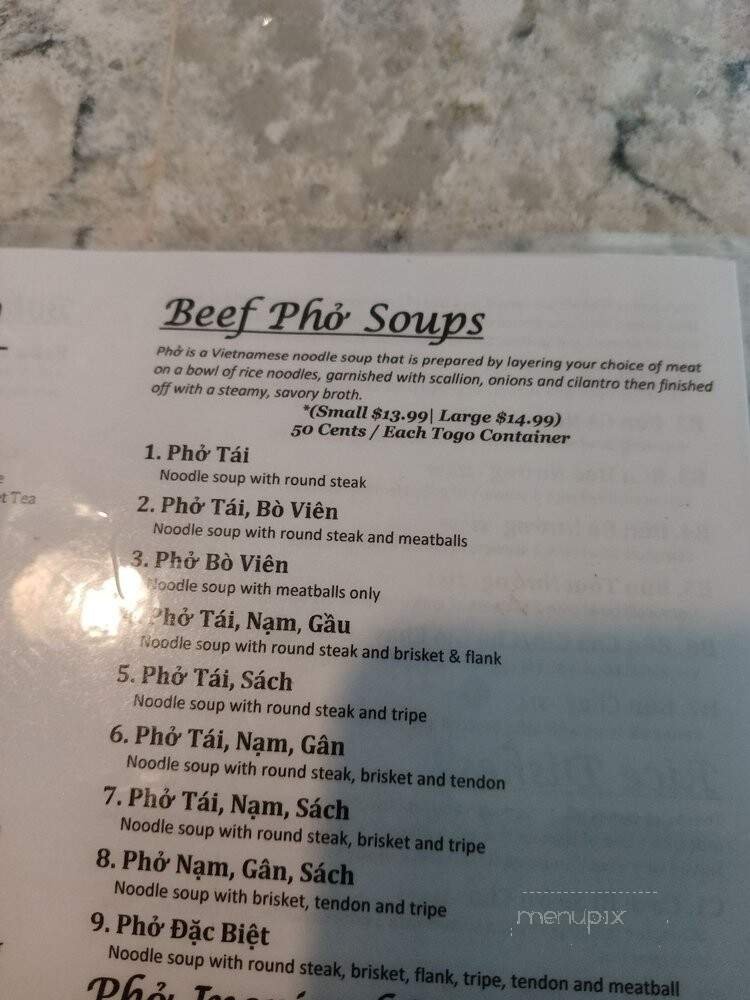 Beef Phở Soups
Phở is a Vietnamese noodle soup that is prepared by layering your choice of meat
on a bowl of rice noodles, garnished with scallion, onions and cilantro then finished
off with a steamy, savory broth.
*(Small $13.99| Large $14.99)
50 Cents / Each Togo Container
1. Phở Tái
Noodle soup with round steak
2. Phở Tái, Bò Viên
Noodle soup with round steak and meatballs
3. Phở Bò Viên
Noodle soup with meatballs only
4. Phở Tái, Nạm, Gầu
Noodle soup with round steak and brisket & flank
5. Phở Tái, Sách
Noodle soup with round steak and tripe
6. Phở Tái, Nạm, Gân
Noodle soup with round steak, brisket and tendon
7. Phở Tái, Nạm, Sách
Noodle soup with round steak, brisket and tripe
8. Phở Nạm, Gân, Sách
Noodle soup with brisket, tendon and tripe
9. Phở Đặc Biệt
Noodle soup with round steak, brisket, flank, tripe, tendon and meatball
Phở
Tea
menupix